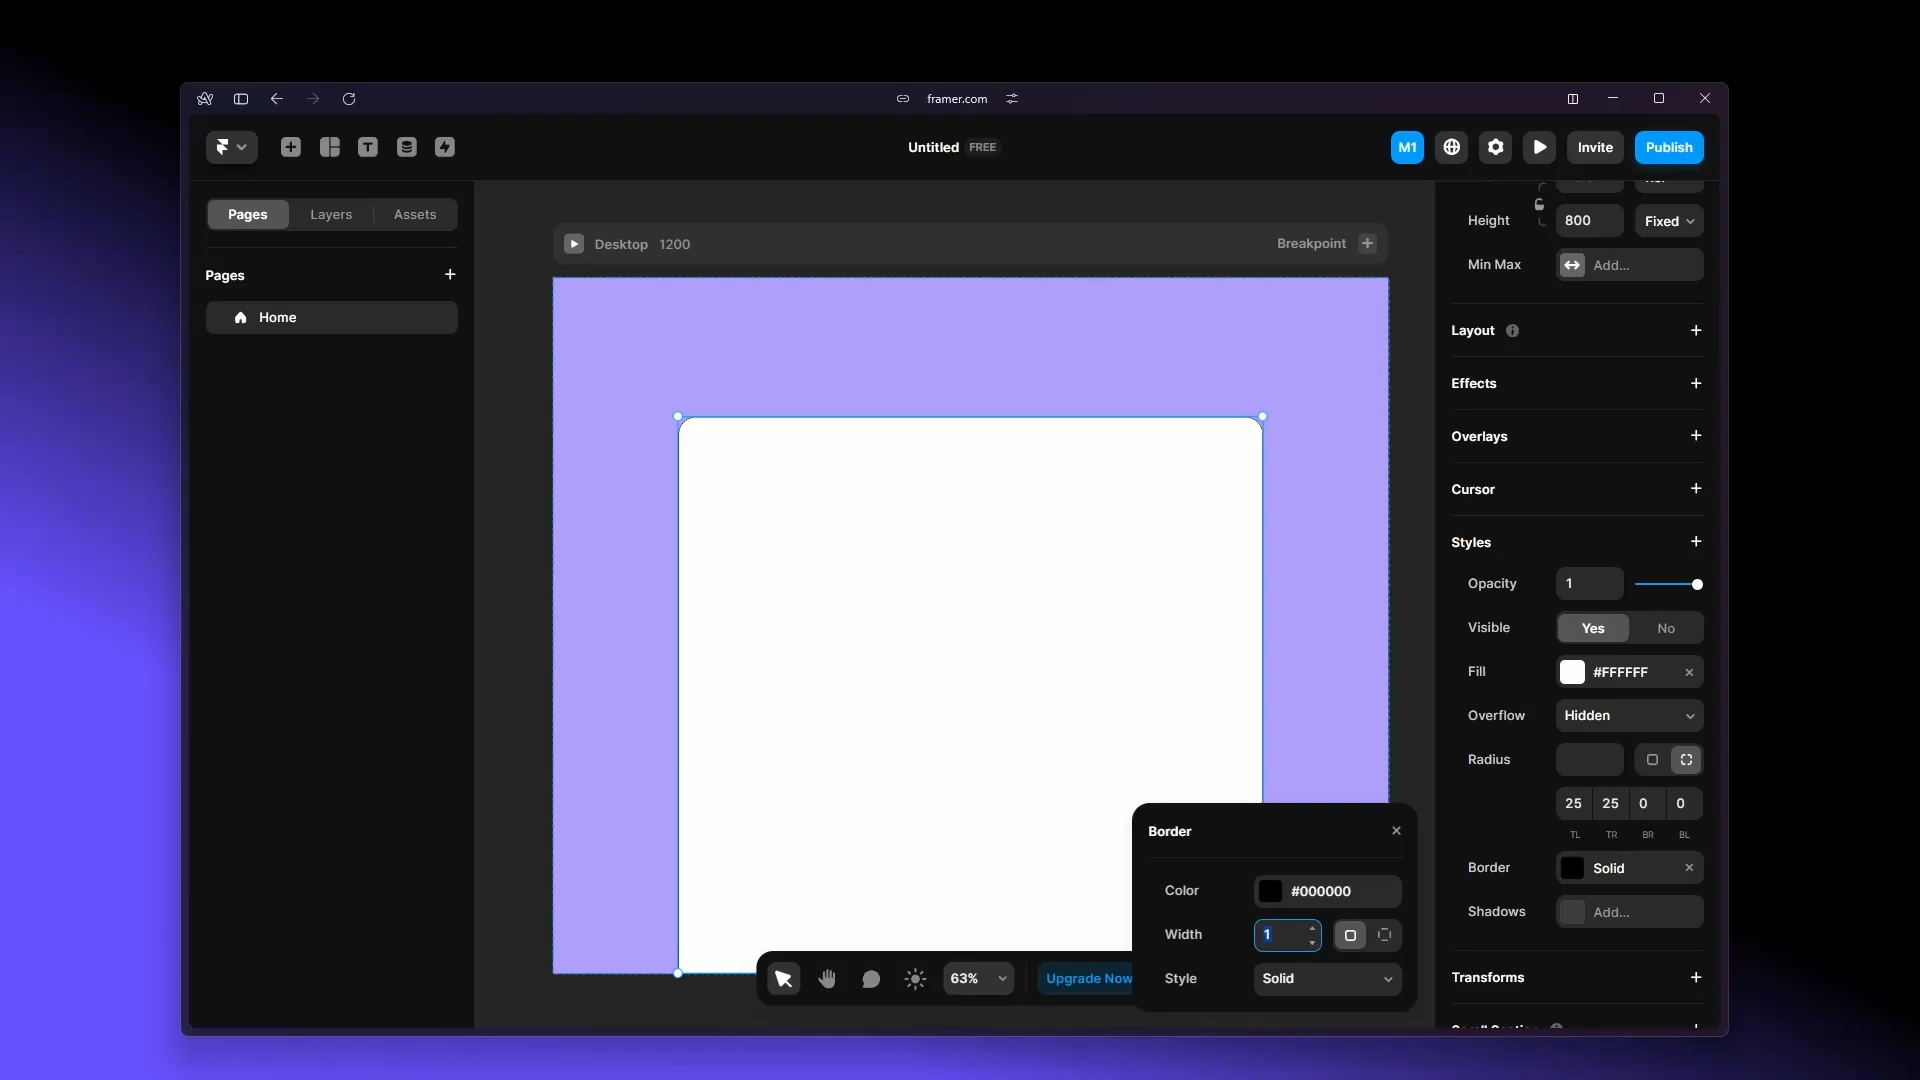 framer.com
Untitled FREE
M1
Invite
Publish
Pages
Layers
Assets
Pages
Home
Desktop 1200
Breakpoint
Height 800 Fixed
Min Max Add...
Layout
Effects
Overlays
Cursor
Styles
Opacity 1
Visible Yes No
Fill #FFFFFF
Overflow Hidden
Radius
25 25 0 0
TL TR BR BL
Border Solid
Shadows Add...
Transforms
Border
Color #000000
Width 1
Style Solid
63%
Upgrade Now